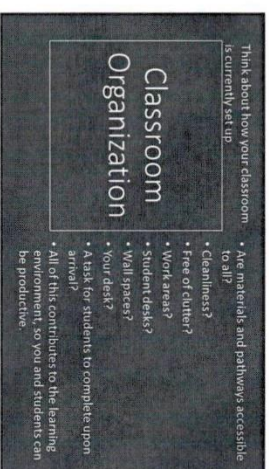 Think about how your classroom
is currently set up
Classroom
Organization
• Are materials and pathways accessible
to all?
• Cleanliness?
• Free of clutter?
• Work areas?
• Student desks?
• Wall spaces?
• Your desk?
• A task for students to complete upon
arrival?
• All of this contributes to the learning
environment, so you and students can
be productive.